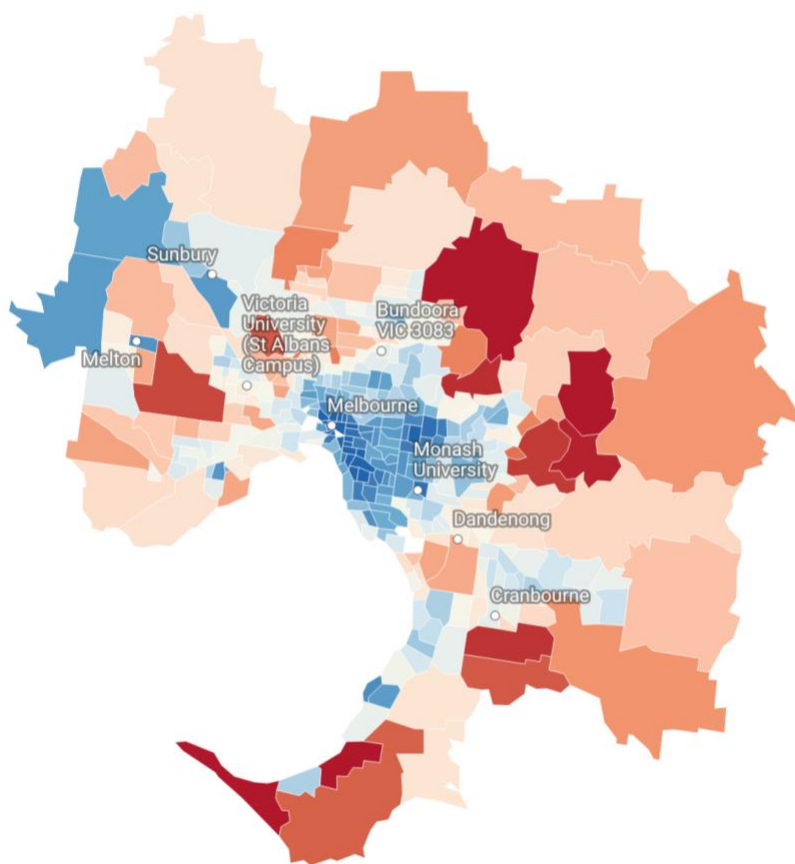 Sunbury
Victoria
University
(St Albans
Campus)
Bundoora
VIC 3083
Melton
Melbourne
Monash
University
Dandenong
Cranbourne